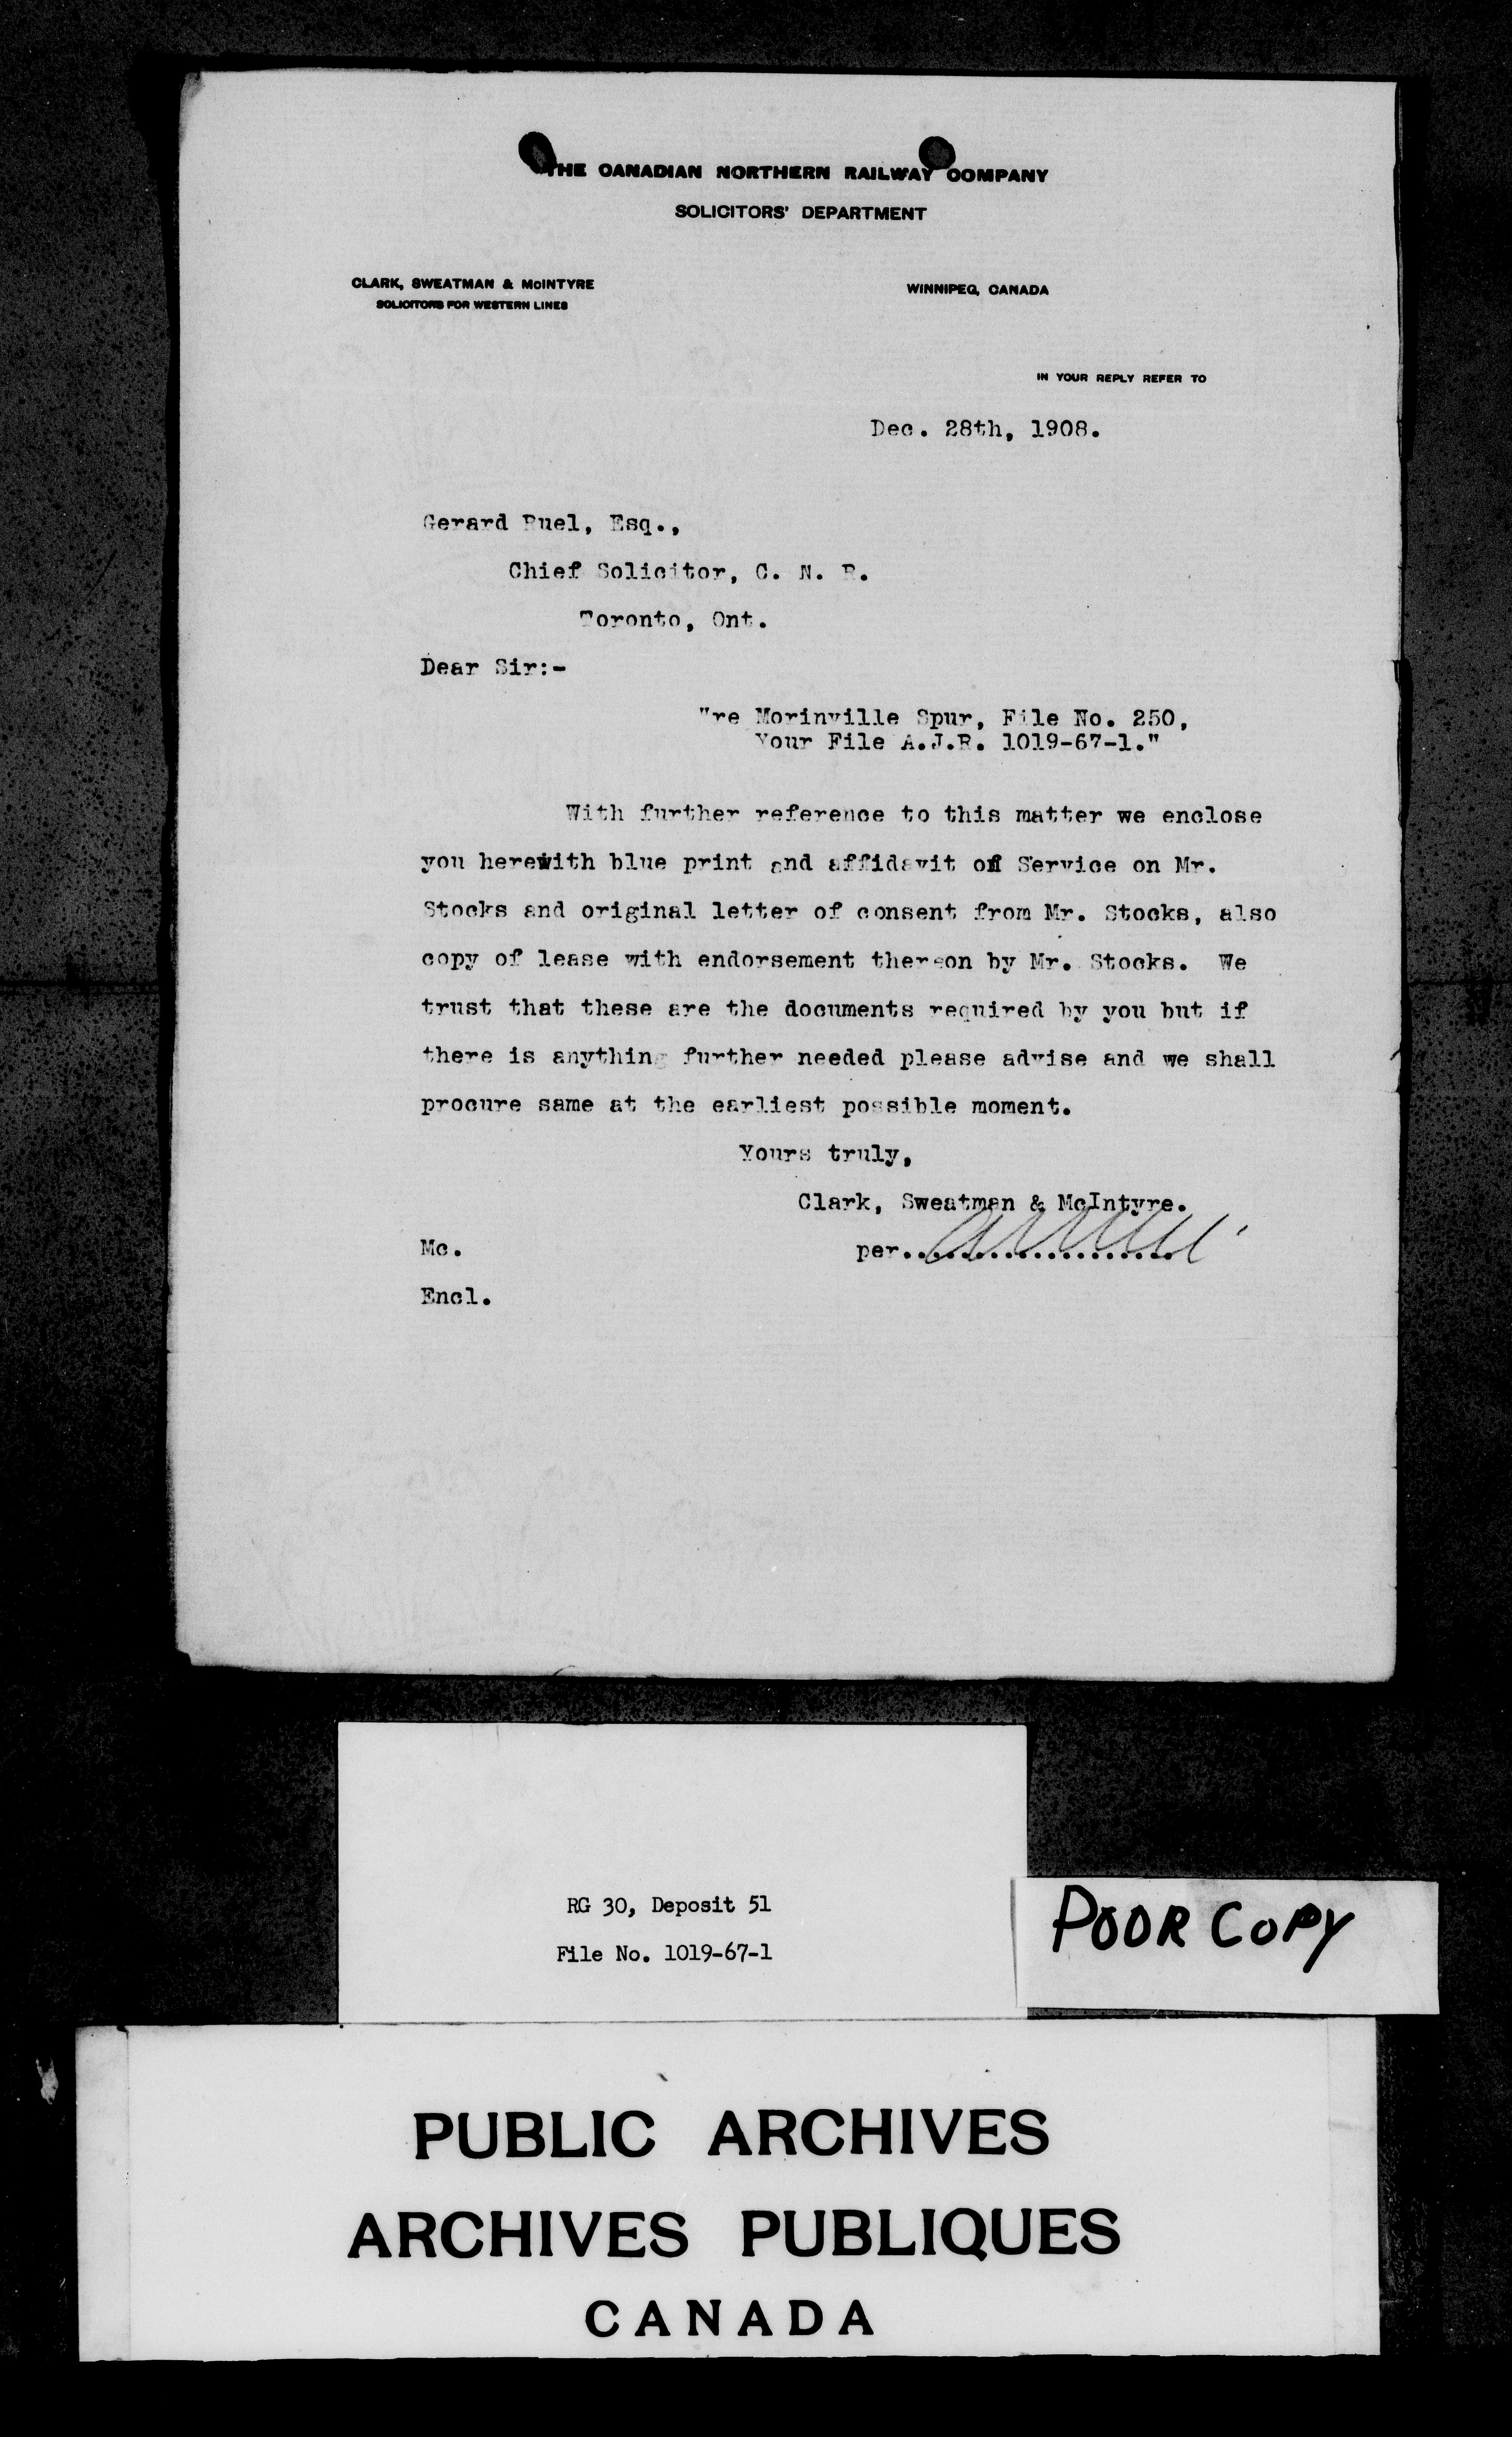 THE CANADIAN NORTHERN RAILWAY COMPANY
SOLICITORS' DEPARTMENT
CLARK, SWEATMAN & McINTYRE
SOLICITORS FOR WESTERN LINES
WINNIPEG, CANADA
IN YOUR REPLY REFER TO
Dec. 28th, 1908.
Gerard Ruel, Esq.,
Chief Solicitor, C. N. R.
Toronto, Ont.
Dear Sir:-
"re Morinville Spur, File No. 250,
Your File A.J.R. 1019-67-1."
With further reference to this matter we enclose
you herewith blue print and affidavit of Service on Mr.
Stocks and original letter of consent from Mr. Stocks, also
copy of lease with endorsement thereon by Mr. Stocks. We
trust that these are the documents required by you but if
there is anything further needed please advise and we shall
procure same at the earliest possible moment.
Yours truly,
Clark, Sweatman & McIntyre.
Mc.
per....................
Encl.
RG 30, Deposit 51
File No. 1019-67-1
POOR COPY
PUBLIC ARCHIVES
ARCHIVES PUBLIQUES
CANADA